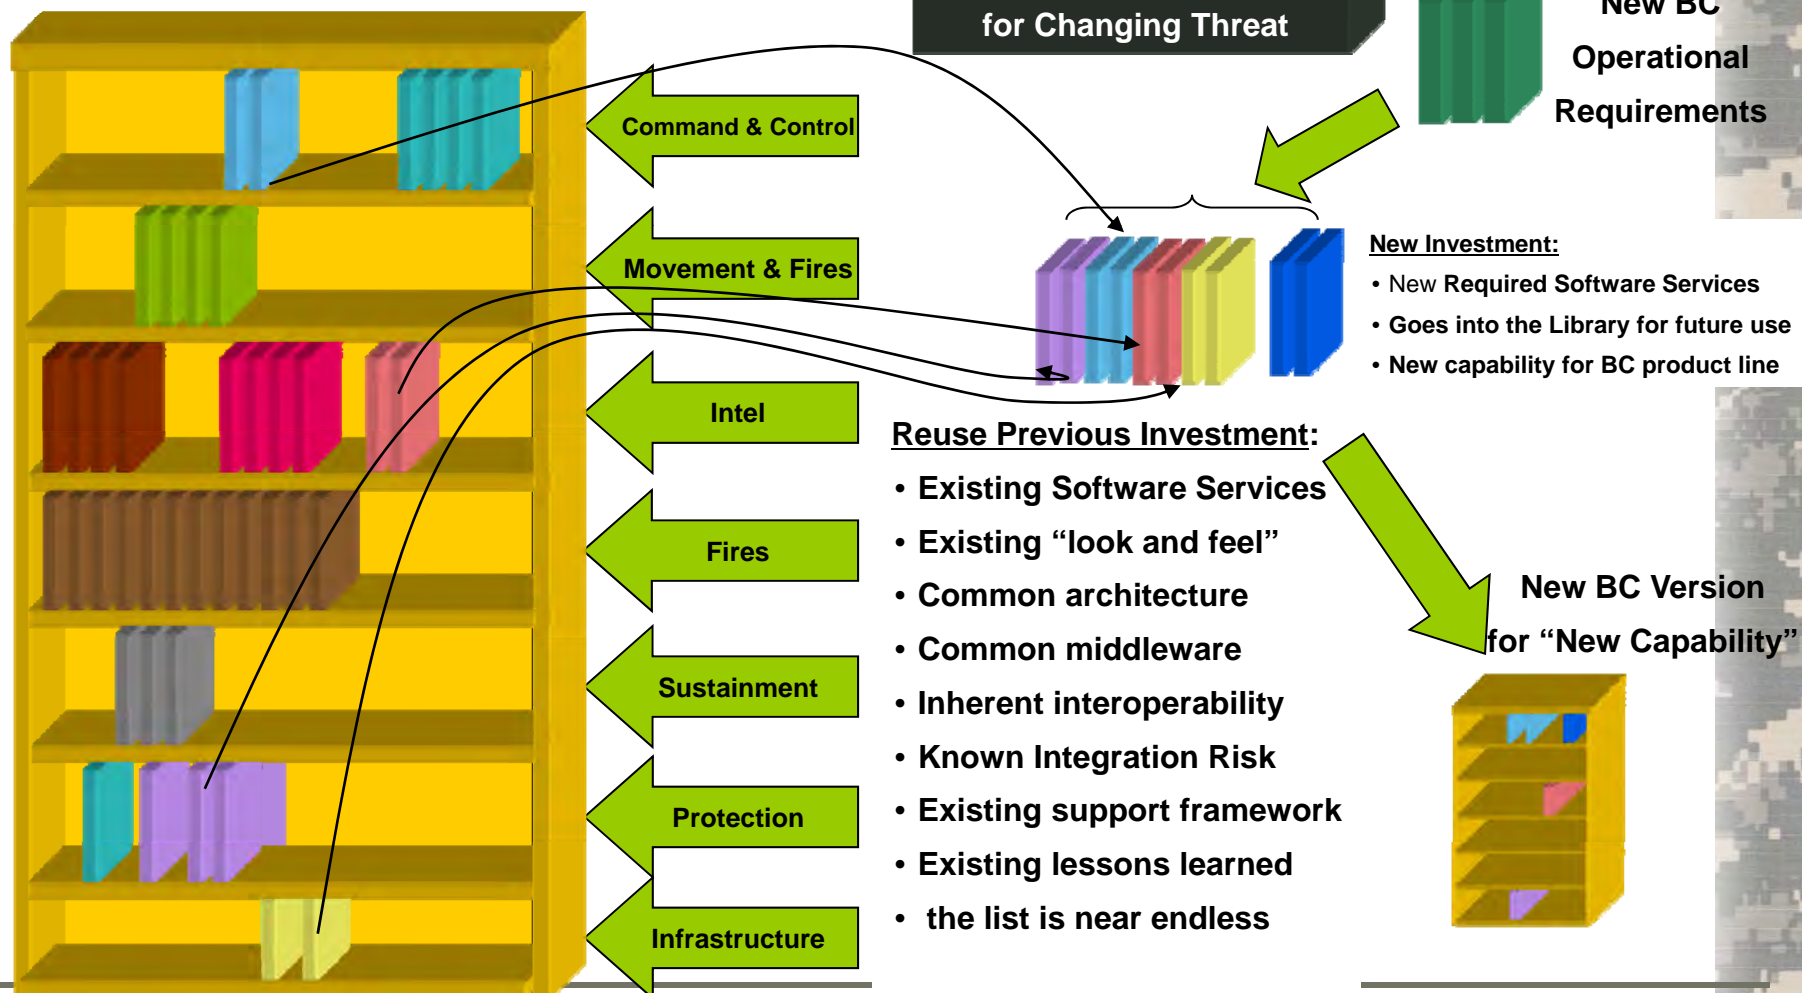 for Changing Threat
New BC
Operational
Requirements
Command & Control
Movement & Fires
Intel
Fires
Sustainment
Protection
Infrastructure
New Investment:
• New Required Software Services
• Goes into the Library for future use
• New capability for BC product line
Reuse Previous Investment:
• Existing Software Services
• Existing “look and feel”
• Common architecture
• Common middleware
• Inherent interoperability
• Known Integration Risk
• Existing support framework
• Existing lessons learned
• the list is near endless
New BC Version
for “New Capability”